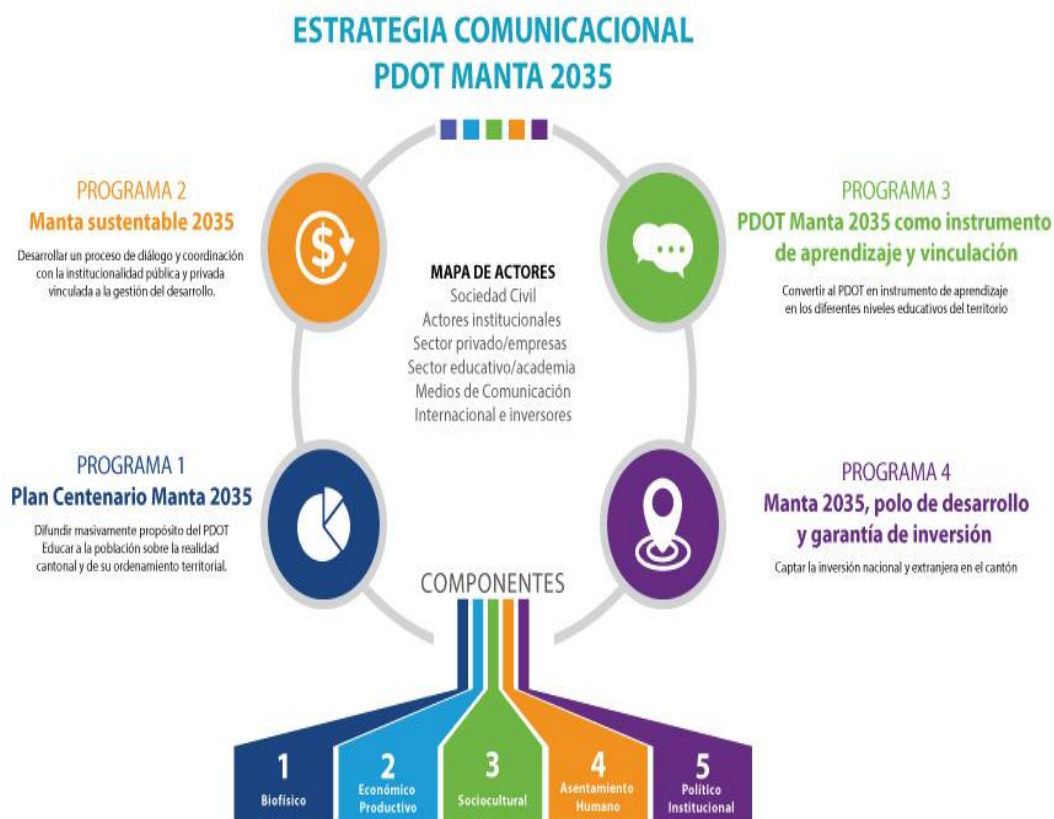 ESTRATEGIA COMUNICACIONAL
PDOT MANTA 2035
PROGRAMA 2
Manta sustentable 2035
Desarrollar un proceso de diálogo y coordinación
con la institucionalidad pública y privada
vinculada a la gestión del desarrollo.
$
PROGRAMA 3
PDOT Manta 2035 como instrumento
de aprendizaje y vinculación
Convertir al PDOT en instrumento de aprendizaje
en los diferentes niveles educativos del territorio
MAPA DE ACTORES
Sociedad Civil
Actores institucionales
Sector privado/empresas
Sector educativo/academia
Medios de Comunicación
Internacional e inversores
PROGRAMA 1
Plan Centenario Manta 2035
Difundir masivamente propósito del PDOT
Educar a la población sobre la realidad
cantonal y de su ordenamiento territorial.
PROGRAMA 4
Manta 2035, polo de desarrollo
y garantía de inversión
Captar la inversión nacional y extranjera en el cantón
COMPONENTES
1
Biofísico
2
Económico
Productivo
3
Sociocultural
4
Asentamiento
Humano
5
Político
Institucional